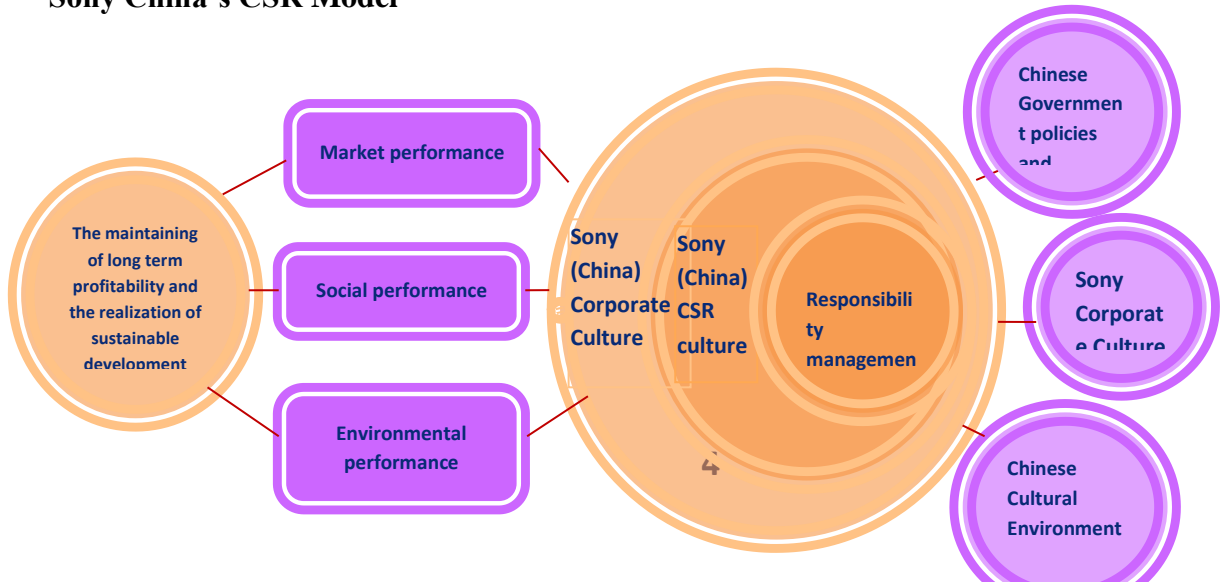 Sony China's CSR Model
The maintaining
of long term
profitability and
the realization of
sustainable
development
Market performance
Social performance
Environmental
performance
Sony
(China)
Corporate
Culture
Sony
(China)
CSR
culture
Responsibili
ty
managemen
Chinese
Governmen
t policies
and
Sony
Corporat
e Culture
Chinese
Cultural
Environment